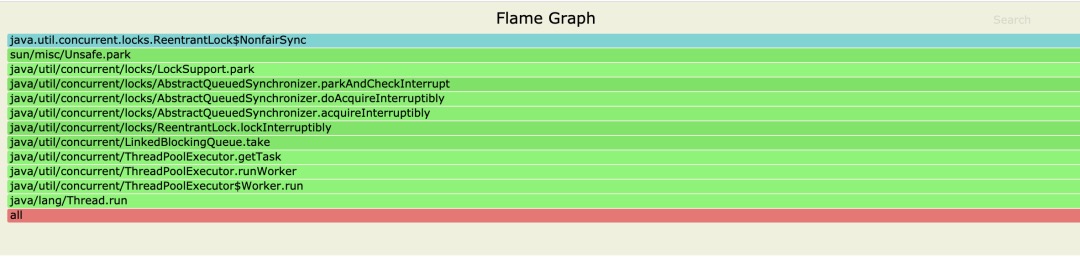 Flame Graph
Search
java.util.concurrent.locks.ReentrantLock$NonfairSync
sun/misc/Unsafe.park
java/util/concurrent/locks/LockSupport.park
java/util/concurrent/locks/AbstractQueuedSynchronizer.parkAndCheckInterrupt
java/util/concurrent/locks/AbstractQueuedSynchronizer.doAcquireInterruptibly
java/util/concurrent/locks/AbstractQueuedSynchronizer.acquireInterruptibly
java/util/concurrent/locks/ReentrantLock.lockInterruptibly
java/util/concurrent/LinkedBlockingQueue.take
java/util/concurrent/ThreadPoolExecutor.getTask
java/util/concurrent/ThreadPoolExecutor.runWorker
java/util/concurrent/ThreadPoolExecutor$Worker.run
java/lang/Thread.run
all